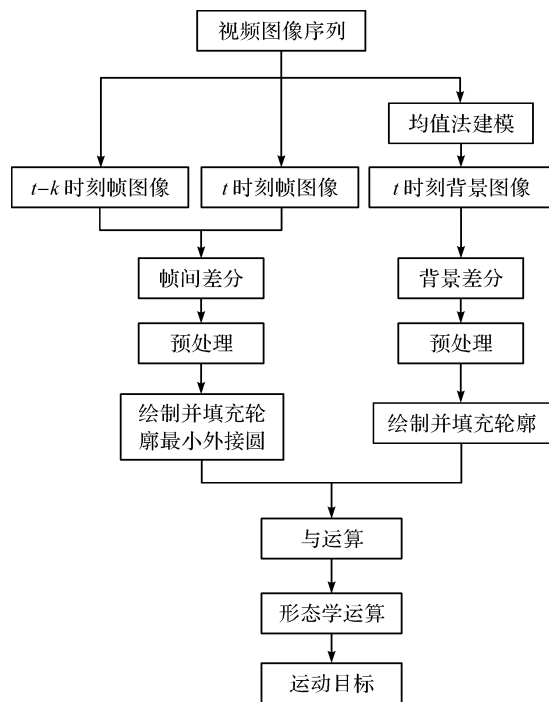 视频图像序列
均值法建模
t-k 时刻帧图像
t 时刻帧图像
t 时刻背景图像
帧间差分
背景差分
预处理
预处理
绘制并填充轮
廓最小外接圆
绘制并填充轮廓
与运算
形态学运算
运动目标